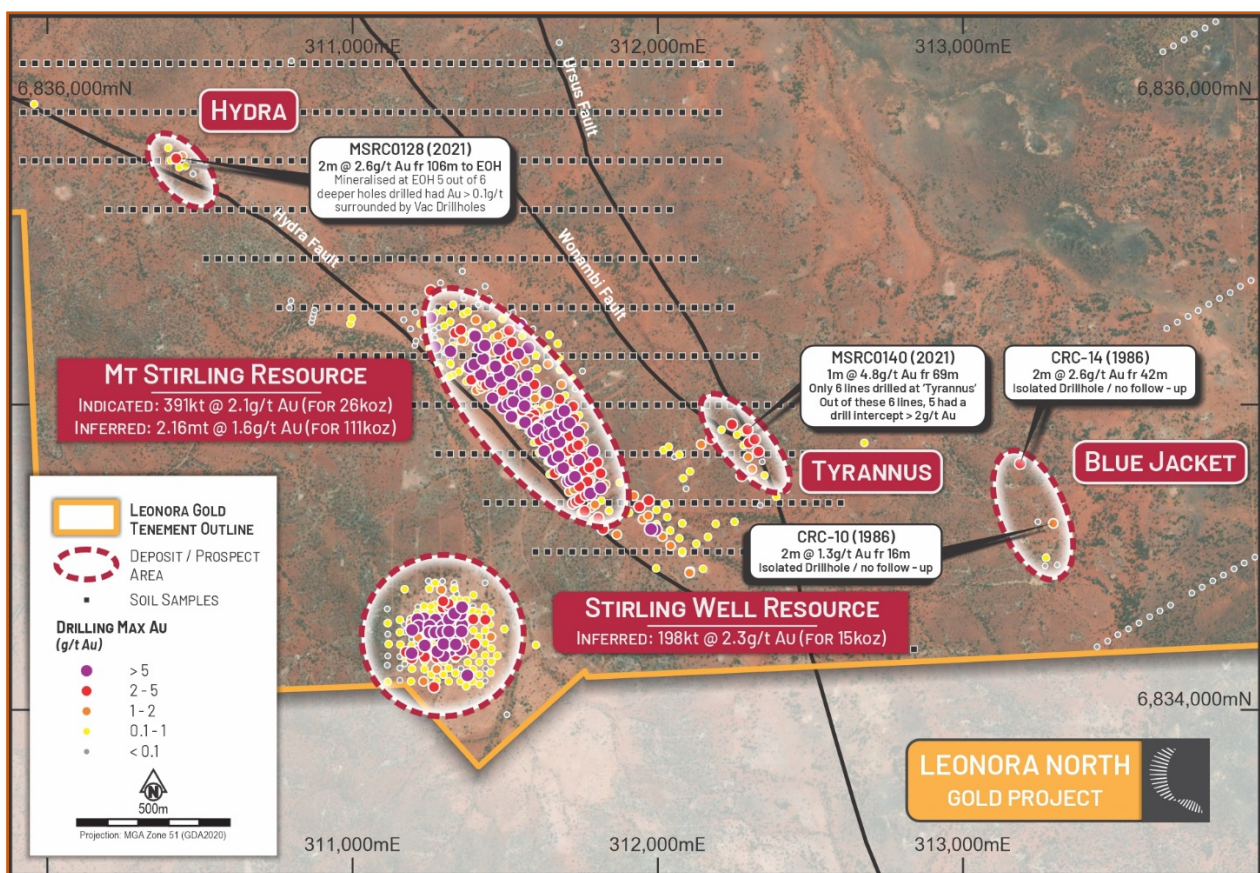 311,000mE
312,000mE
313,000mE
6,836,000mN
6,836,000mN
Ursus Fault
HYDRA
MSRC0128 (2021)
2m @ 2.6g/t Au fr 106m to EOH
Mineralised at EOH 5 out of 6
deeper holes drilled had Au > 0.1g/t
surrounded by Vac Drillholes
Hydra Fault
Wonambi Fault
MT STIRLING RESOURCE
INDICATED: 391kt @ 2.1g/t Au (FOR 26koz)
INFERRED: 2.16mt @ 1.6g/t Au (FOR 111koz)
MSRC0140 (2021)
1m @ 4.8g/t Au fr 69m
Only 6 lines drilled at 'Tyrannus'
Out of these 6 lines, 5 had a
drill intercept > 2g/t Au
CRC-14 (1986)
2m @ 2.6g/t Au fr 42m
Isolated Drillhole / no follow - up
TYRANNUS
BLUE JACKET
CRC-10 (1986)
2m @ 1.3g/t Au fr 16m
Isolated Drillhole / no follow - up
STIRLING WELL RESOURCE
INFERRED: 198kt @ 2.3g/t Au (FOR 15koz)
LEONORA GOLD
TENEMENT OUTLINE
DEPOSIT / PROSPECT
AREA
SOIL SAMPLES
DRILLING MAX AU
(g/t Au)
> 5
2 - 5
1 - 2
0.1 - 1
< 0.1
N
500m
Projection: MGA Zone 51 (GDA2020)
6,834,000mN
LEONORA NORTH
GOLD PROJECT
311,000mE
312,000mE
313,000mE